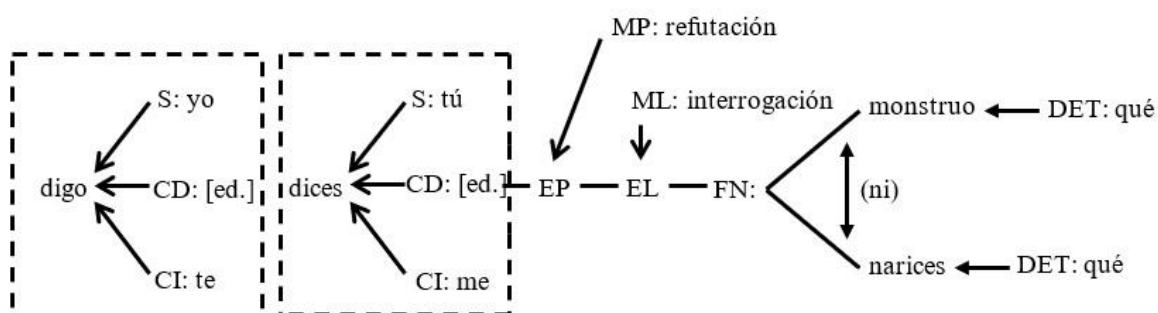 MP: refutación
S: yo
S: tú
ML: interrogación
monstruo
DET: qué
digo
CD: [ed.]
dices
CD: [ed.]
EP
EL
FN:
(ni)
CI: te
CI: me
narices
DET: qué